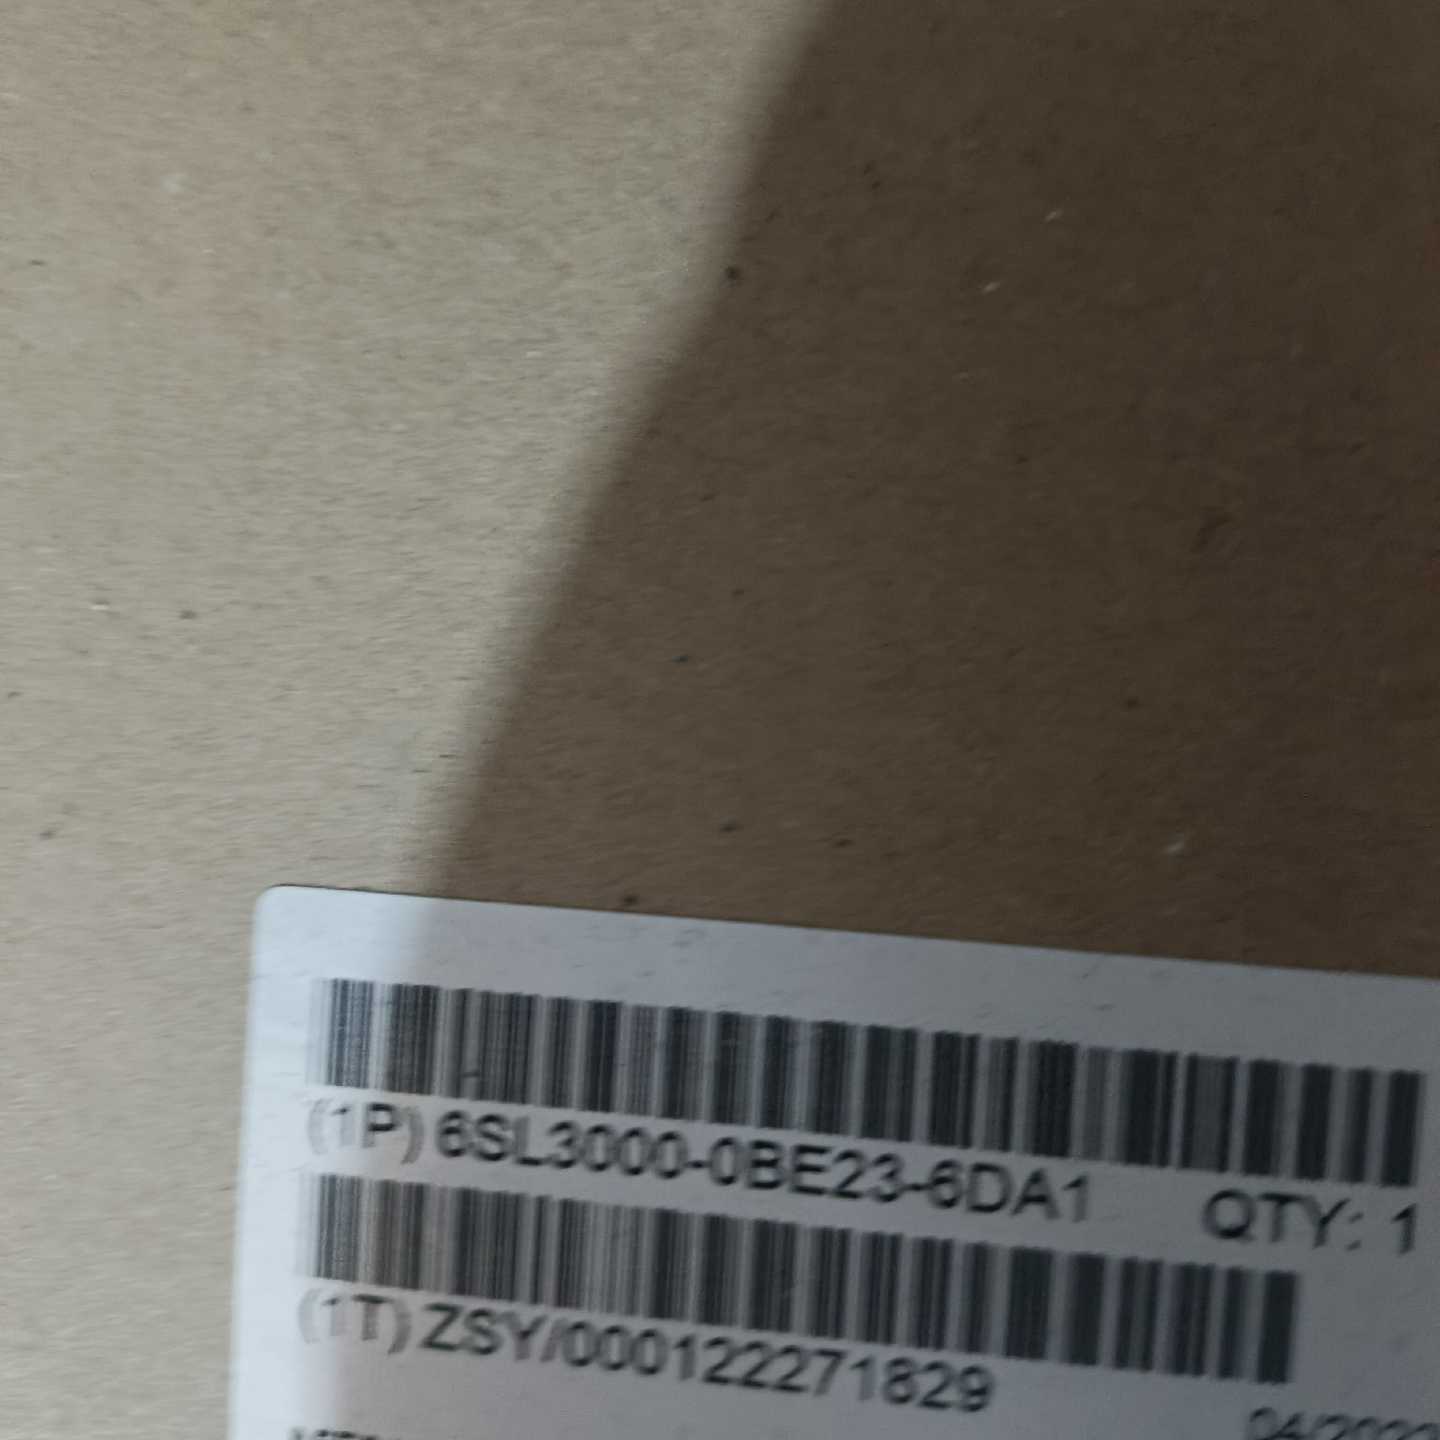 (1P) 6SL3000-0BE23-6DA1 QTY: 1
(1T) ZSY/000122271829